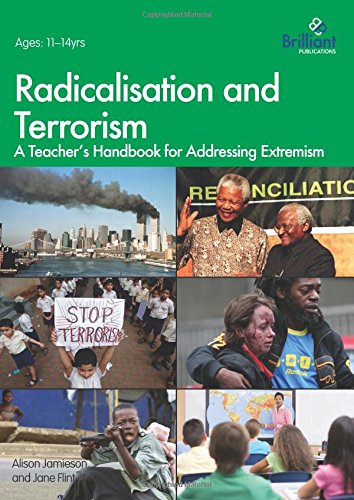 Ages: 11–14yrs
Brilliant
PUBLICATIONS
Radicalisation and
Terrorism
A Teacher's Handbook for Addressing Extremism
RECONCILIATIO
STOP
TERRORISM
Alison Jamieson
and Jane Flint